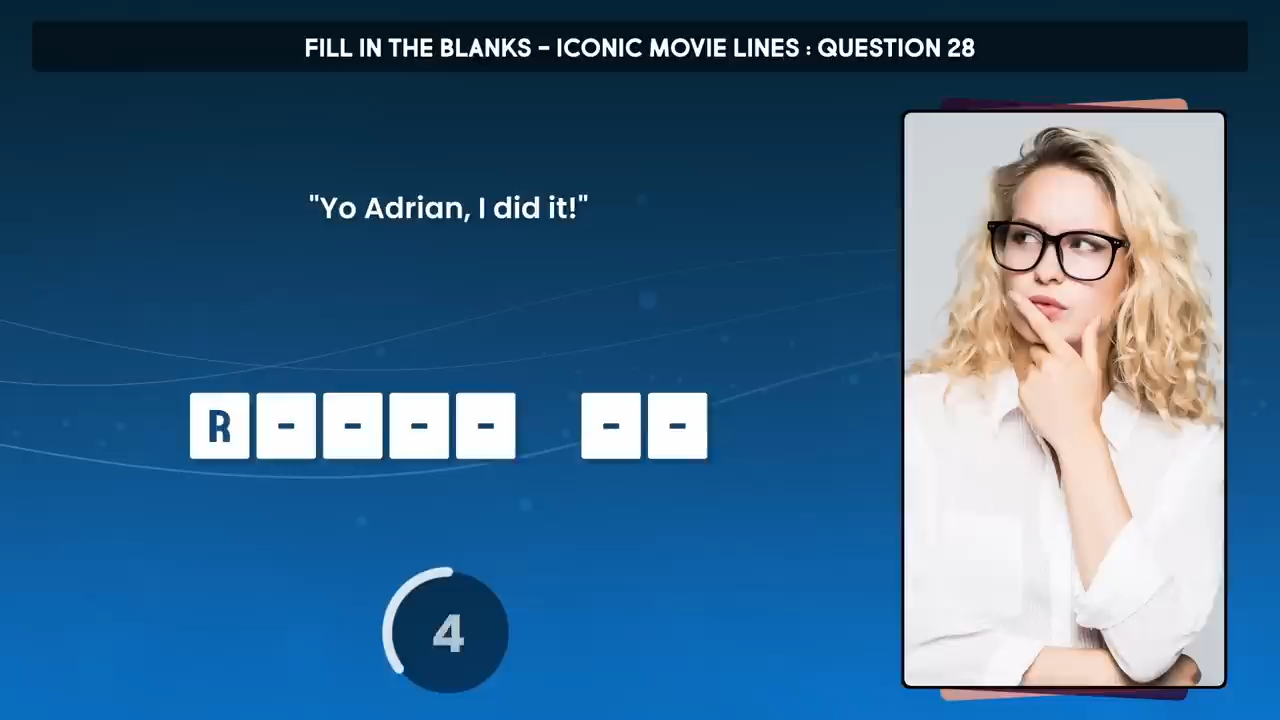 FILL IN THE BLANKS - ICONIC MOVIE LINES : QUESTION 28
"Yo Adrian, I did it!"
R - - - - - -
4